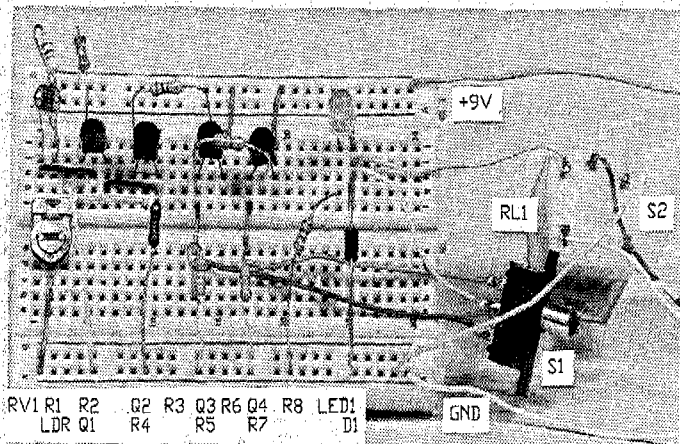 +9V
RL1
S2
S1
RV1 R1 R2 Q2 R3 Q3 R6 Q4 R8 LED1
LDR Q1 R4 R5 R7 D1
GND